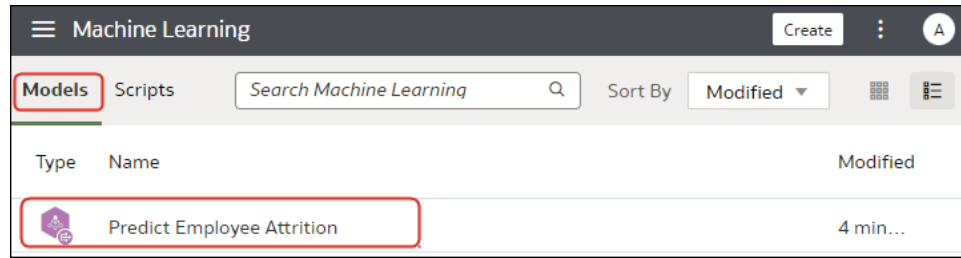 Machine Learning Create A
Models Scripts Search Machine Learning Sort By Modified
Type Name Modified
Predict Employee Attrition 4 min...